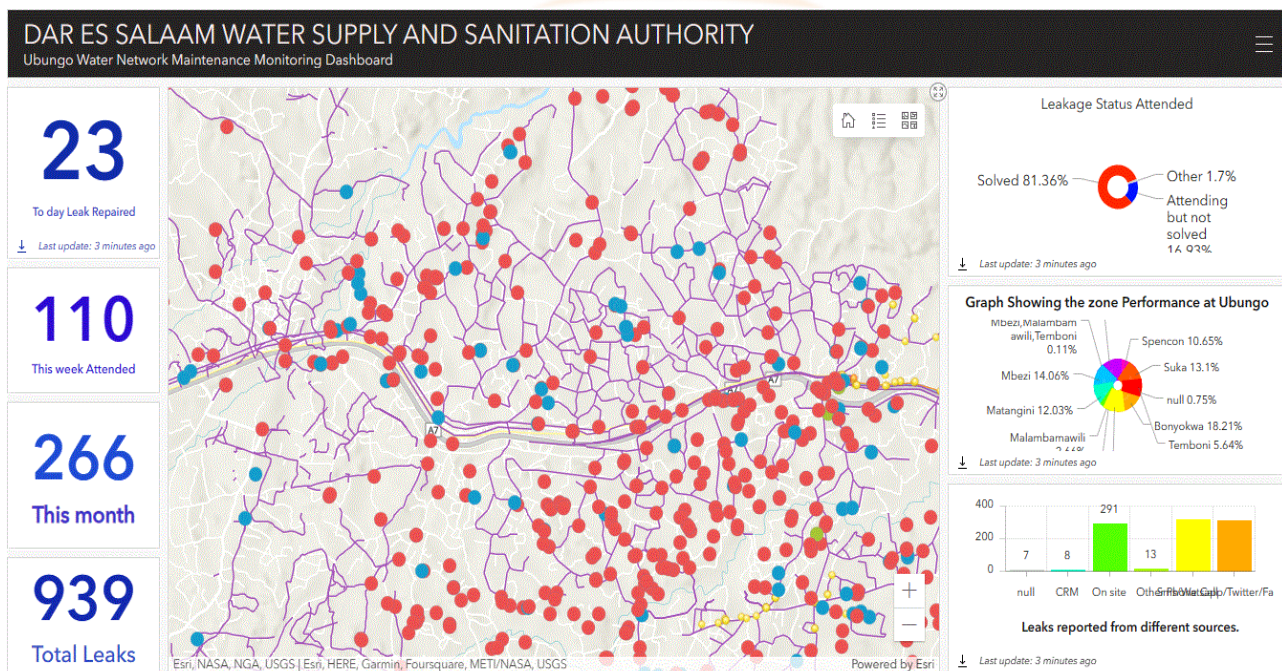 DAR ES SALAAM WATER SUPPLY AND SANITATION AUTHORITY
Ubungo Water Network Maintenance Monitoring Dashboard
23
To day Leak Repaired
Last update: 3 minutes ago
110
This week Attended
266
This month
939
Total Leaks
A7
A7
A7
Esri, NASA, NGA, USGS | Esri, HERE, Garmin, Foursquare, METI/NASA, USGS
Powered by Esri
Leakage Status Attended
Solved 81.36%
Other 1.7%
Attending
but not
solved
16.93%
Last update: 3 minutes ago
Graph Showing the zone Performance at Ubungo
Mbezi,Malambam
awili,Temboni
0.11%
Spencon 10.65%
Suka 13.1%
Mbezi 14.06%
null 0.75%
Matangini 12.03%
Bonyokwa 18.21%
Malambamawili
Temboni 5.64%
Last update: 3 minutes ago
400
200
0
7
8
291
13
null
CRM
On site
Leaks reported from different sources.
Last update: 3 minutes ago